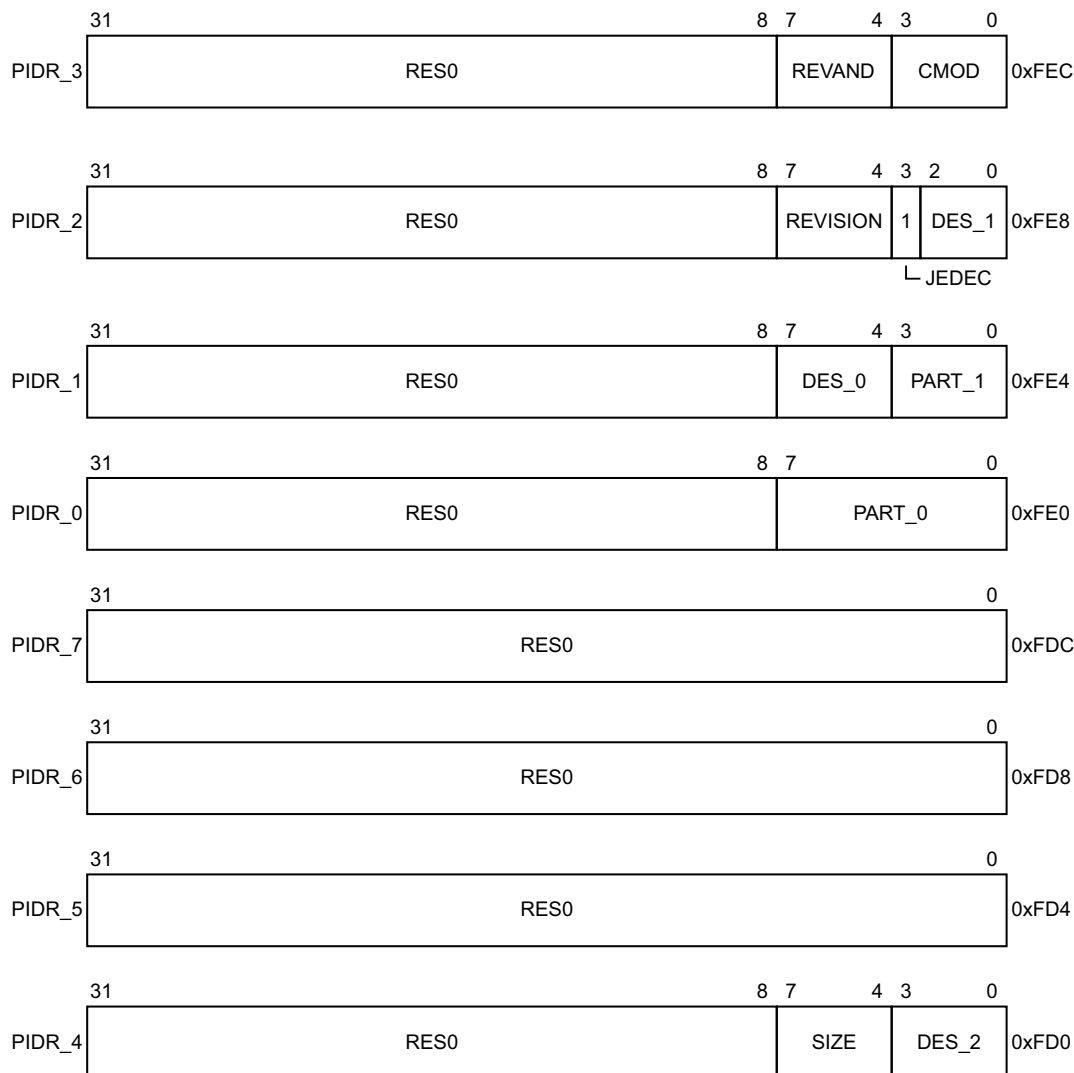 31 8 7 4 3 0
PIDR_3 RES0 REVAND CMOD 0xFEC
31 8 7 4 3 2 0
PIDR_2 RES0 REVISION 1 DES_1 0xFE8
JEDEC
31 8 7 4 3 0
PIDR_1 RES0 DES_0 PART_1 0xFE4
31 8 7 0
PIDR_0 RES0 PART_0 0xFE0
31 0
PIDR_7 RES0 0xFDC
31 0
PIDR_6 RES0 0xFD8
31 0
PIDR_5 RES0 0xFD4
31 8 7 4 3 0
PIDR_4 RES0 SIZE DES_2 0xFD0